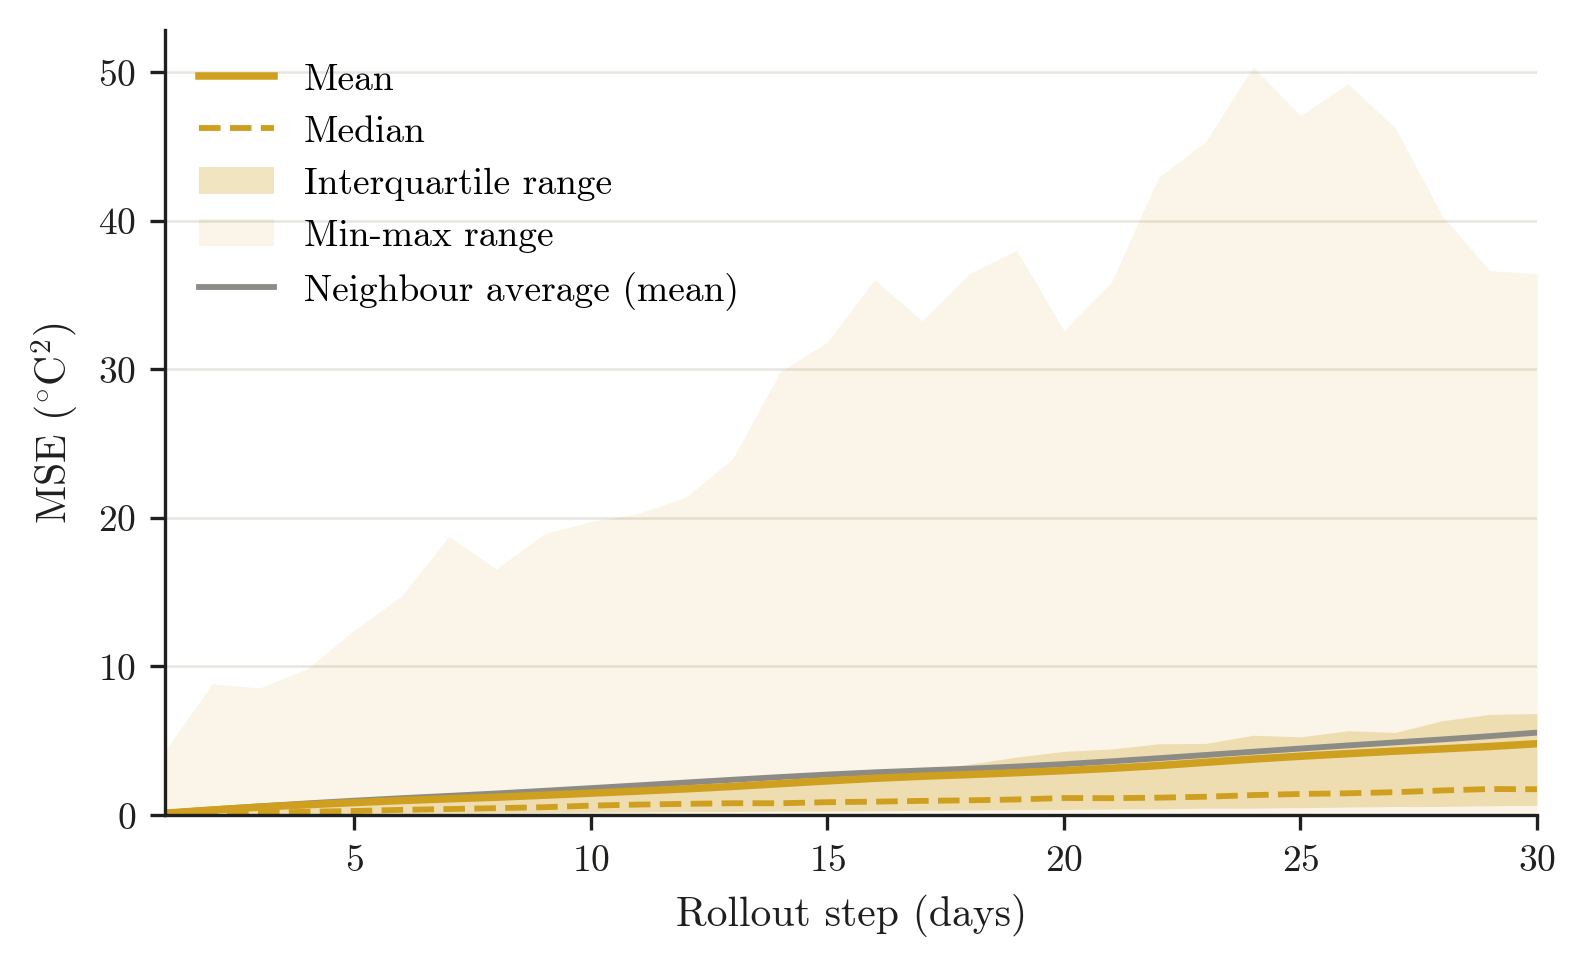 Mean
Median
Interquartile range
Min-max range
Neighbour average (mean)
MSE (°C²)
50
40
30
20
10
0
5 10 15 20 25 30
Rollout step (days)